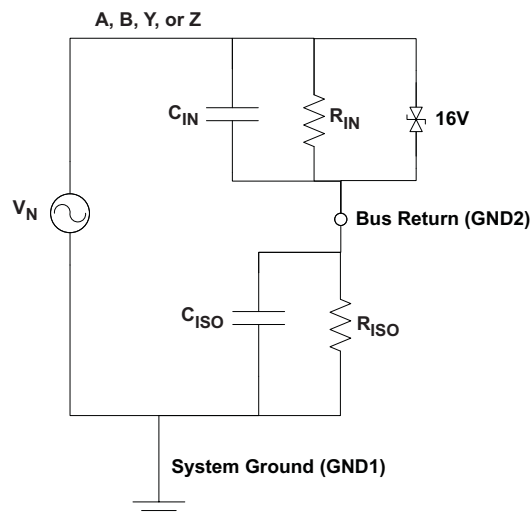 A, B, Y, or Z
C_IN
R_IN
16V
V_N
Bus Return (GND2)
C_ISO
R_ISO
System Ground (GND1)